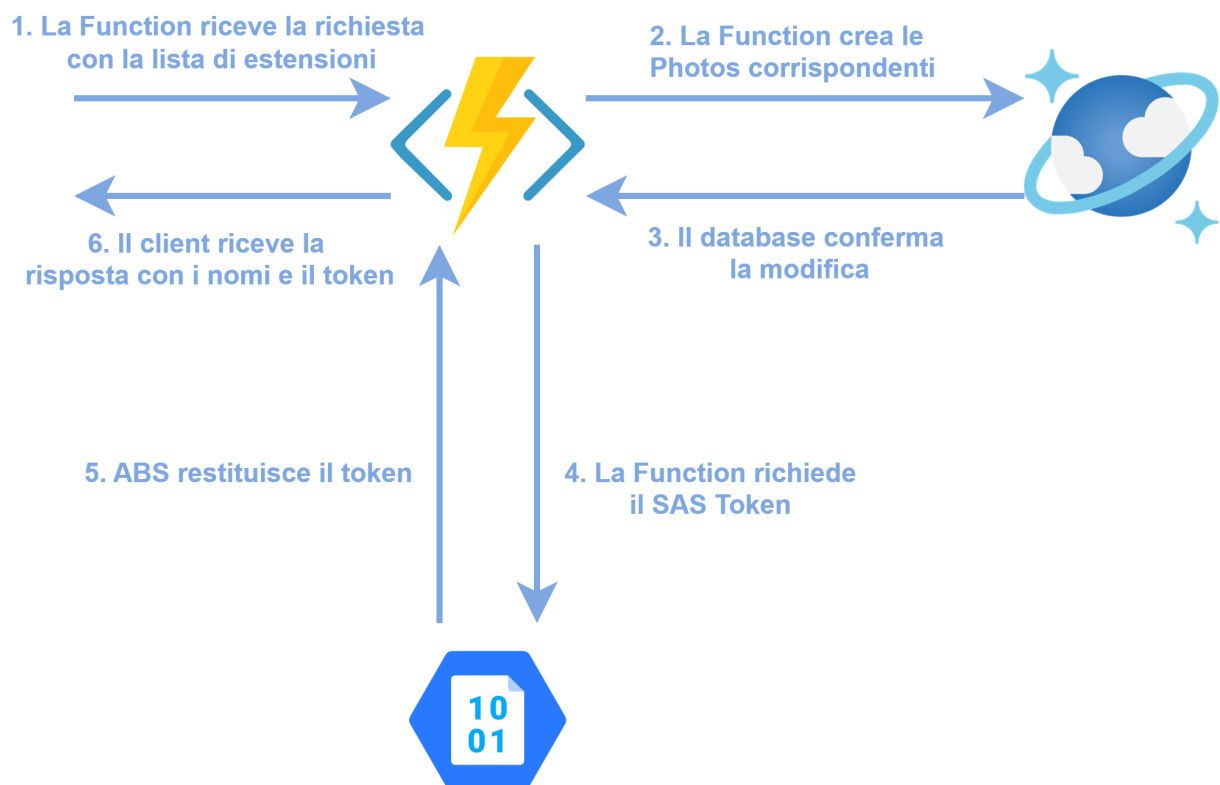 1. La Function riceve la richiesta
con la lista di estensioni
2. La Function crea le
Photos corrispondenti
3. Il database conferma
la modifica
6. Il client riceve la
risposta con i nomi e il token
5. ABS restituisce il token
4. La Function richiede
il SAS Token
10
01